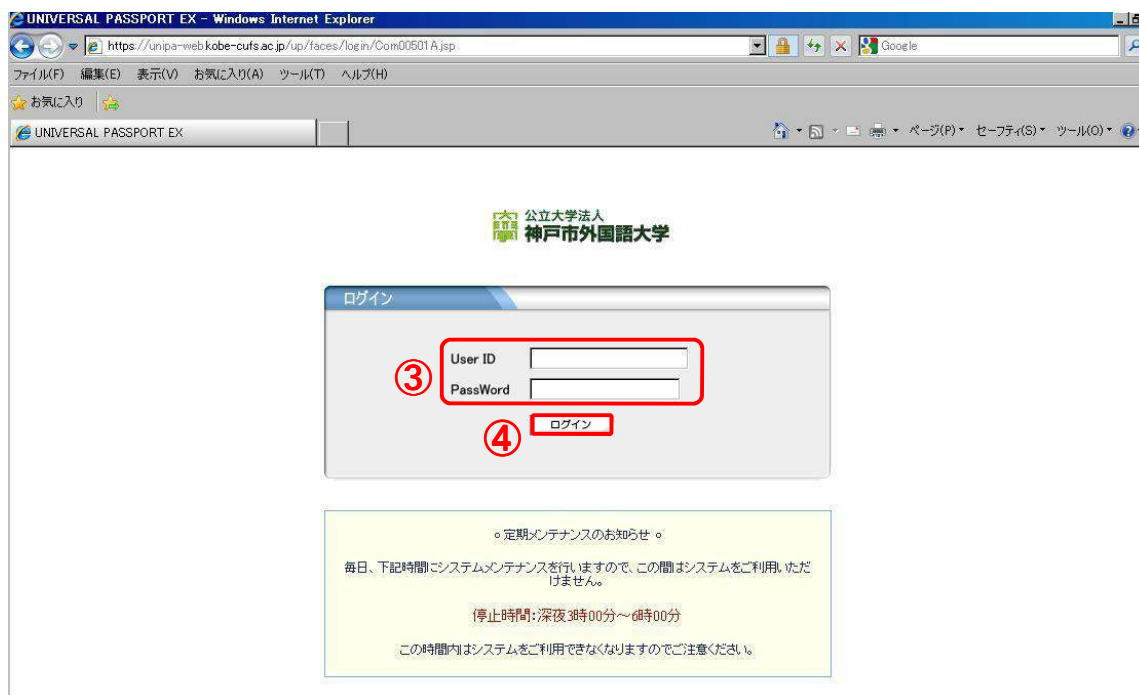 UNIVERSAL PASSPORT EX - Windows Internet Explorer
https://unipa-web.kobe-cufs.ac.jp/up/faces/login/Com00501A.jsp
Google
ファイル(F) 編集(E) 表示(V) お気に入り(A) ツール(T) ヘルプ(H)
お気に入り
UNIVERSAL PASSPORT EX
ページ(P) セーフティ(S) ツール(O)
公立大学法人
神戸市外国語大学
ログイン
③
User ID
PassWord
④
ログイン
。定期メンテナンスのお知らせ。
毎日、下記時間にシステムメンテナンスを行いますので、この間はシステムをご利用いただ
けません。
停止時間:深夜3時00分～6時00分
この時間内はシステムをご利用できなくなりますのでご注意ください。